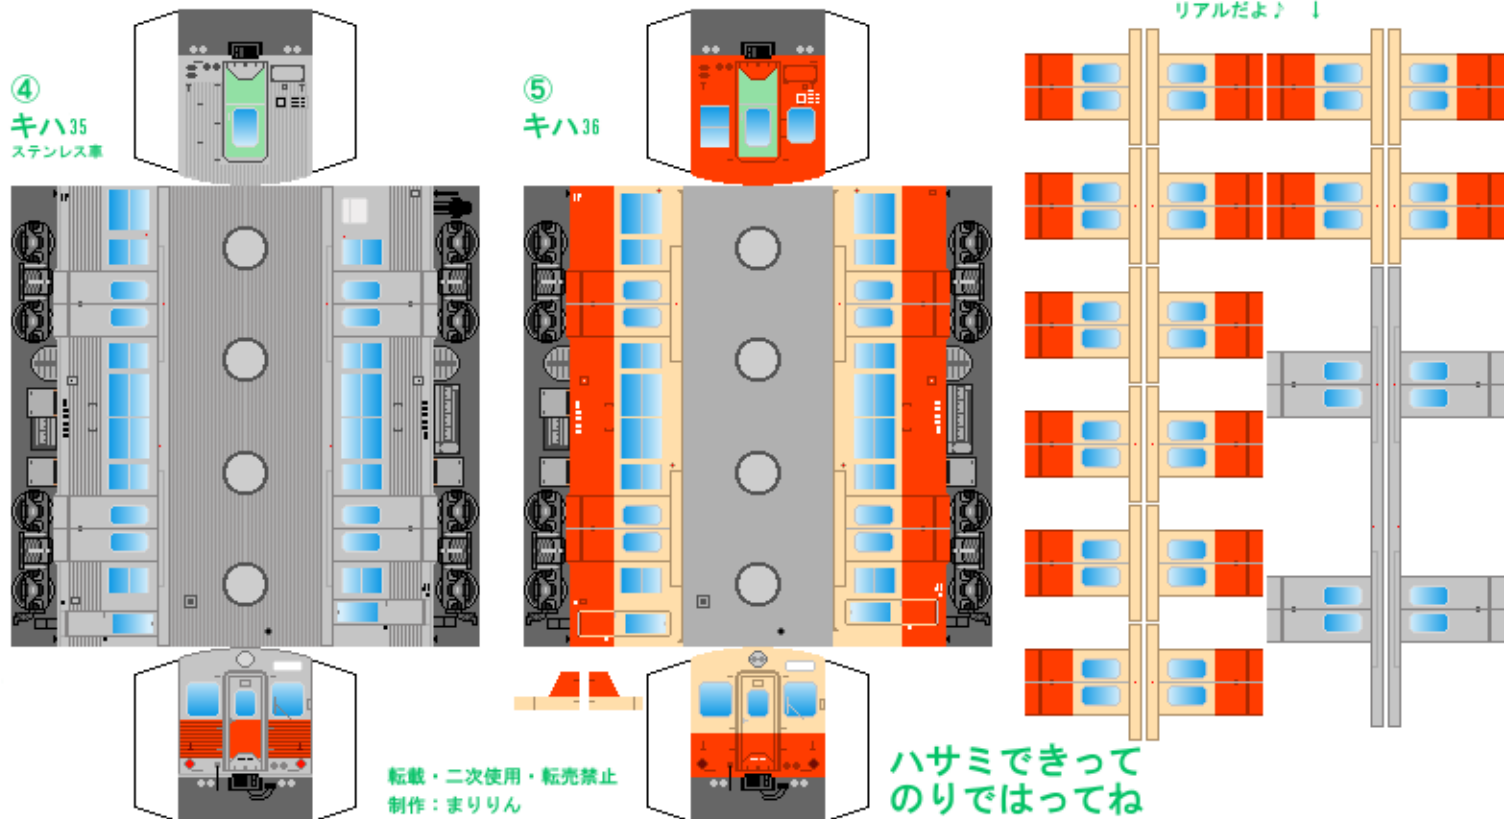 リアルだよ♪ ↓
④
キハ35
ステンレス車
⑤
キハ36
転載・二次使用・転売禁止
制作：まりりん
ハサミできって
のりではってね